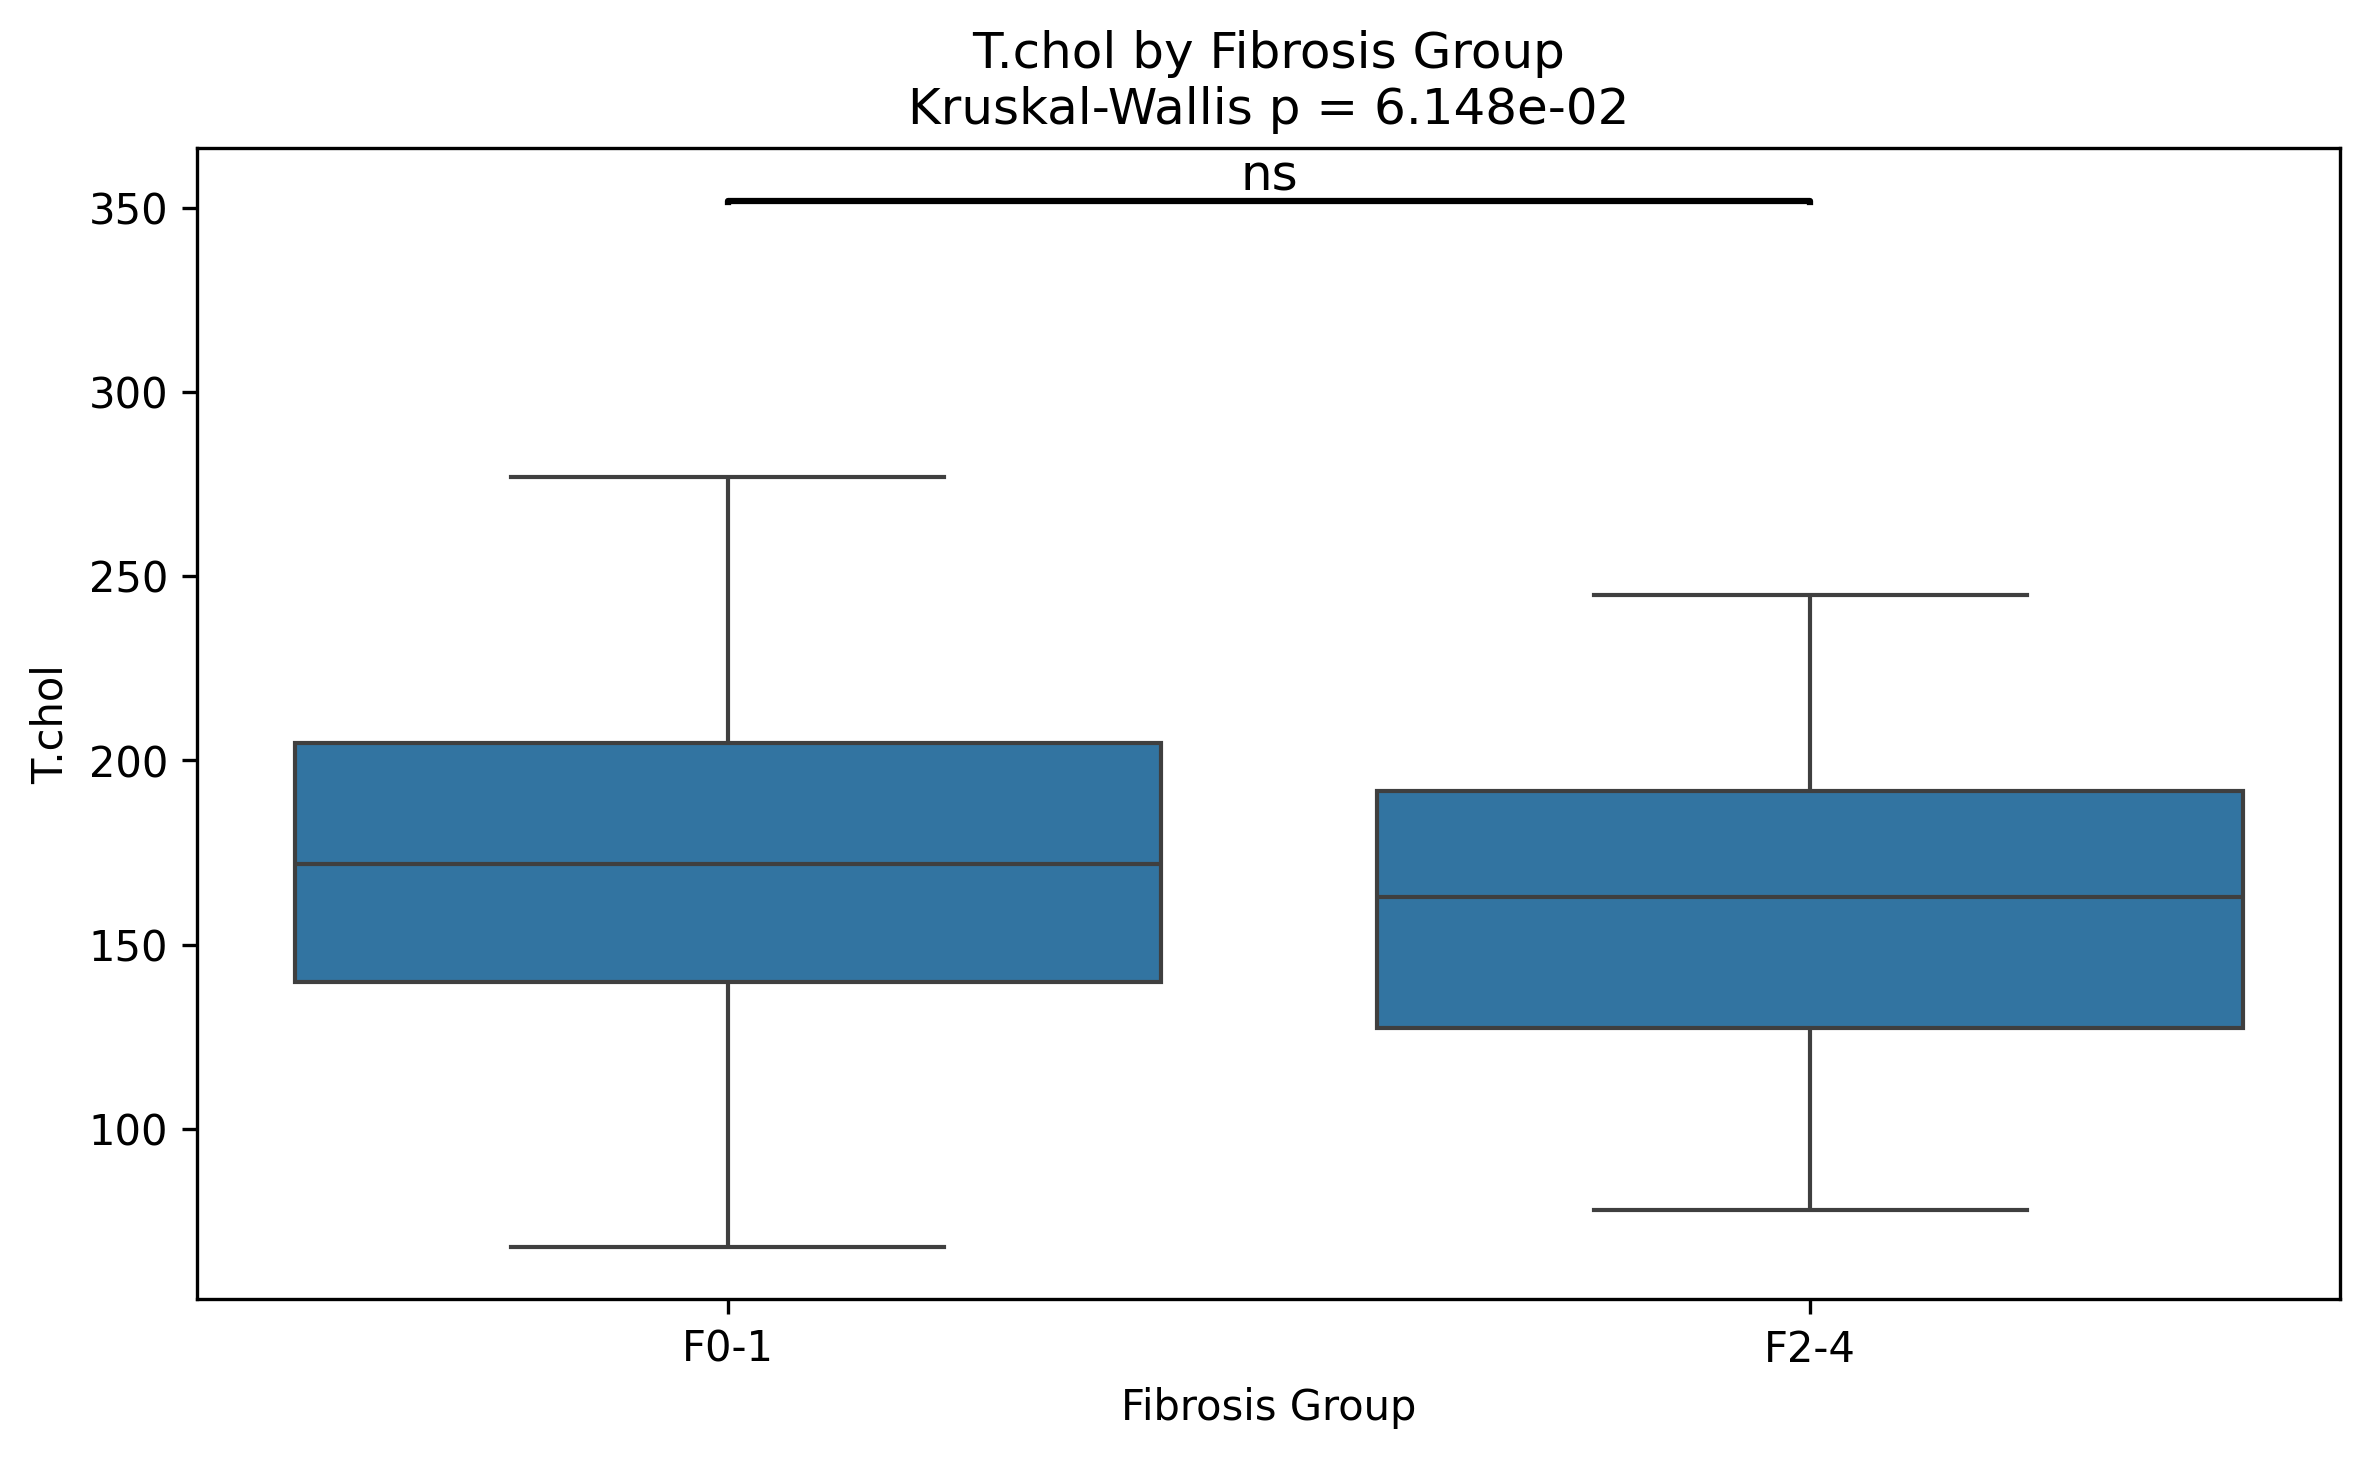 T.chol by Fibrosis Group
Kruskal-Wallis p = 6.148e-02
ns
350
300
250
200
150
100
T.chol
F0-1
F2-4
Fibrosis Group